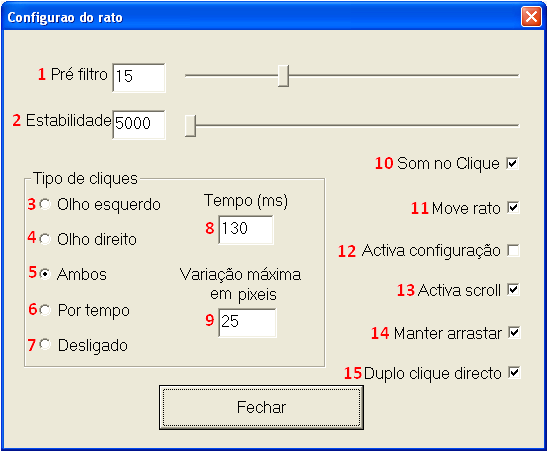 Configurao do rato
1 Pré filtro 15
2 Estabilidade 5000
10 Som no Clique
Tipo de cliques
3 Olho esquerdo
Tempo (ms)
11 Move rato
8 130
4 Olho direito
12 Activa configuração
5 Ambos
Variação máxima
em pixeis
13 Activa scroll
6 Por tempo
9 25
14 Manter arrastar
7 Desligado
15 Duplo clique directo
Fechar